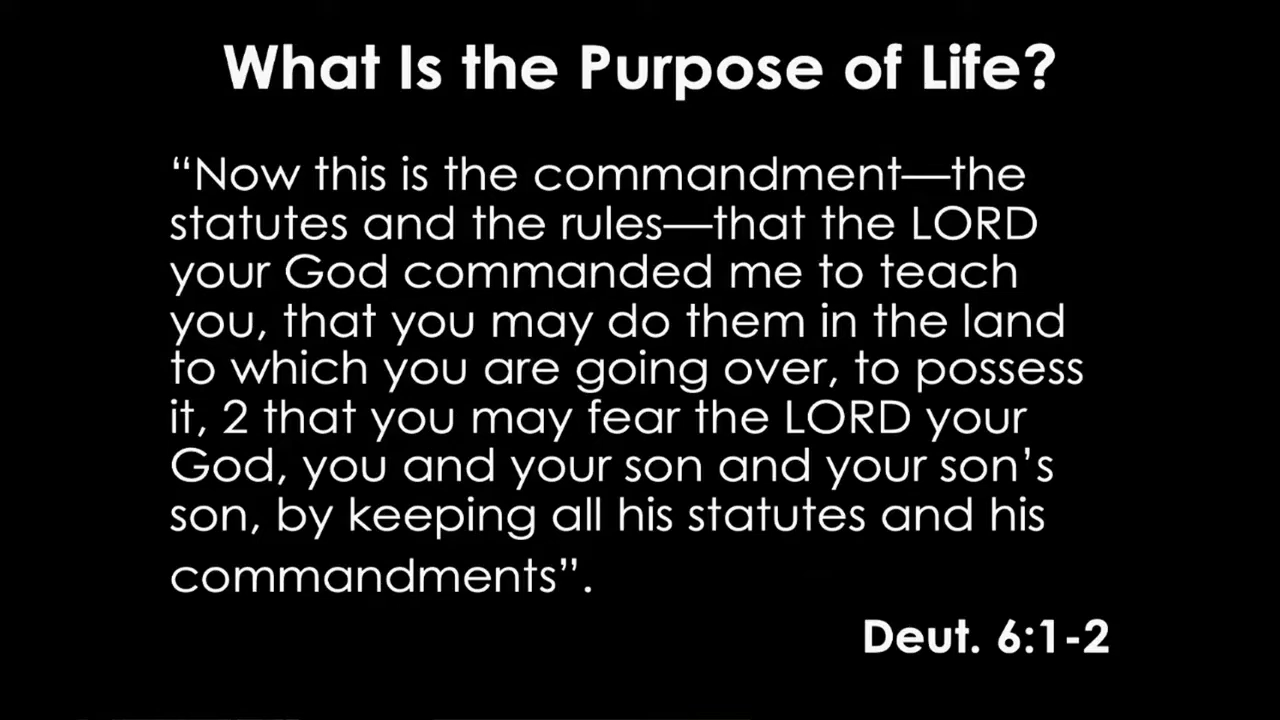 What Is the Purpose of Life?
“Now this is the commandment—the
statutes and the rules—that the LORD
your God commanded me to teach
you, that you may do them in the land
to which you are going over, to possess
it, 2 that you may fear the LORD your
God, you and your son and your son’s
son, by keeping all his statutes and his
commandments”.
Deut. 6:1-2